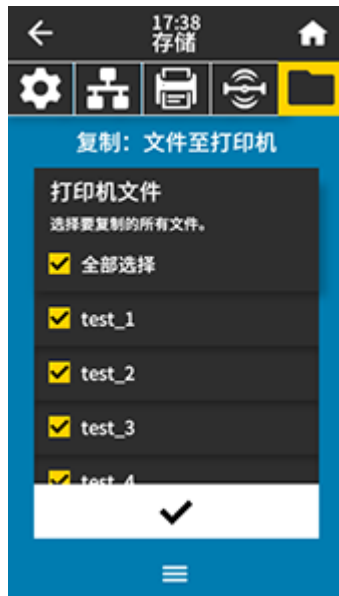 17:38
存储
复制：文件至打印机
打印机文件
选择要复制的所有文件。
全部选择
test_1
test_2
test_3
test_4